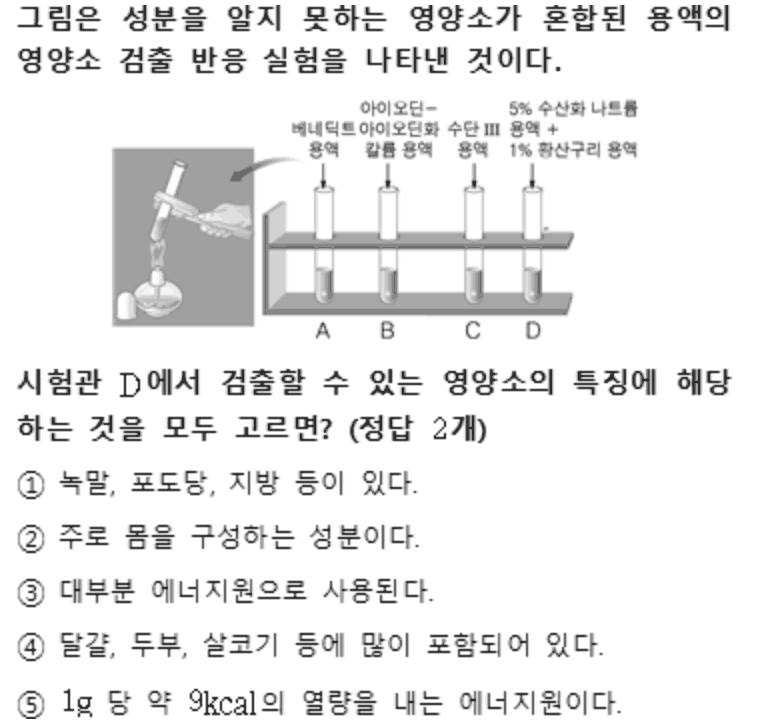 그림은 성분을 알지 못하는 영양소가 혼합된 용액의
영양소 검출 반응 실험을 나타낸 것이다.
베네딕트 용액
아이오딘-아이오딘화 칼륨 용액
수단 III 용액
5% 수산화 나트륨 용액 + 1% 황산구리 용액
A B C D
시험관 D에서 검출할 수 있는 영양소의 특징에 해당
하는 것을 모두 고르면? (정답 2개)
① 녹말, 포도당, 지방 등이 있다.
② 주로 몸을 구성하는 성분이다.
③ 대부분 에너지원으로 사용된다.
④ 달걀, 두부, 살코기 등에 많이 포함되어 있다.
⑤ 1g 당 약 9kcal의 열량을 내는 에너지원이다.